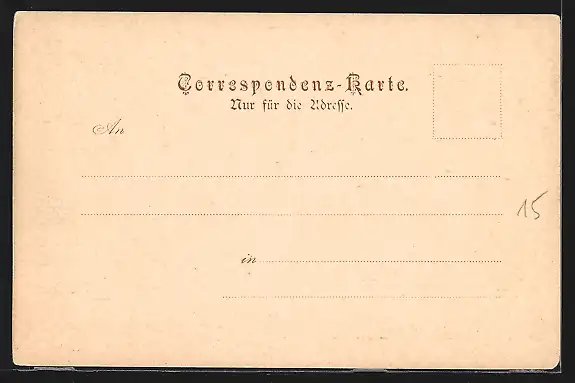 Correspondenz-Karte.
Nur für die Adresse.
An
15
in